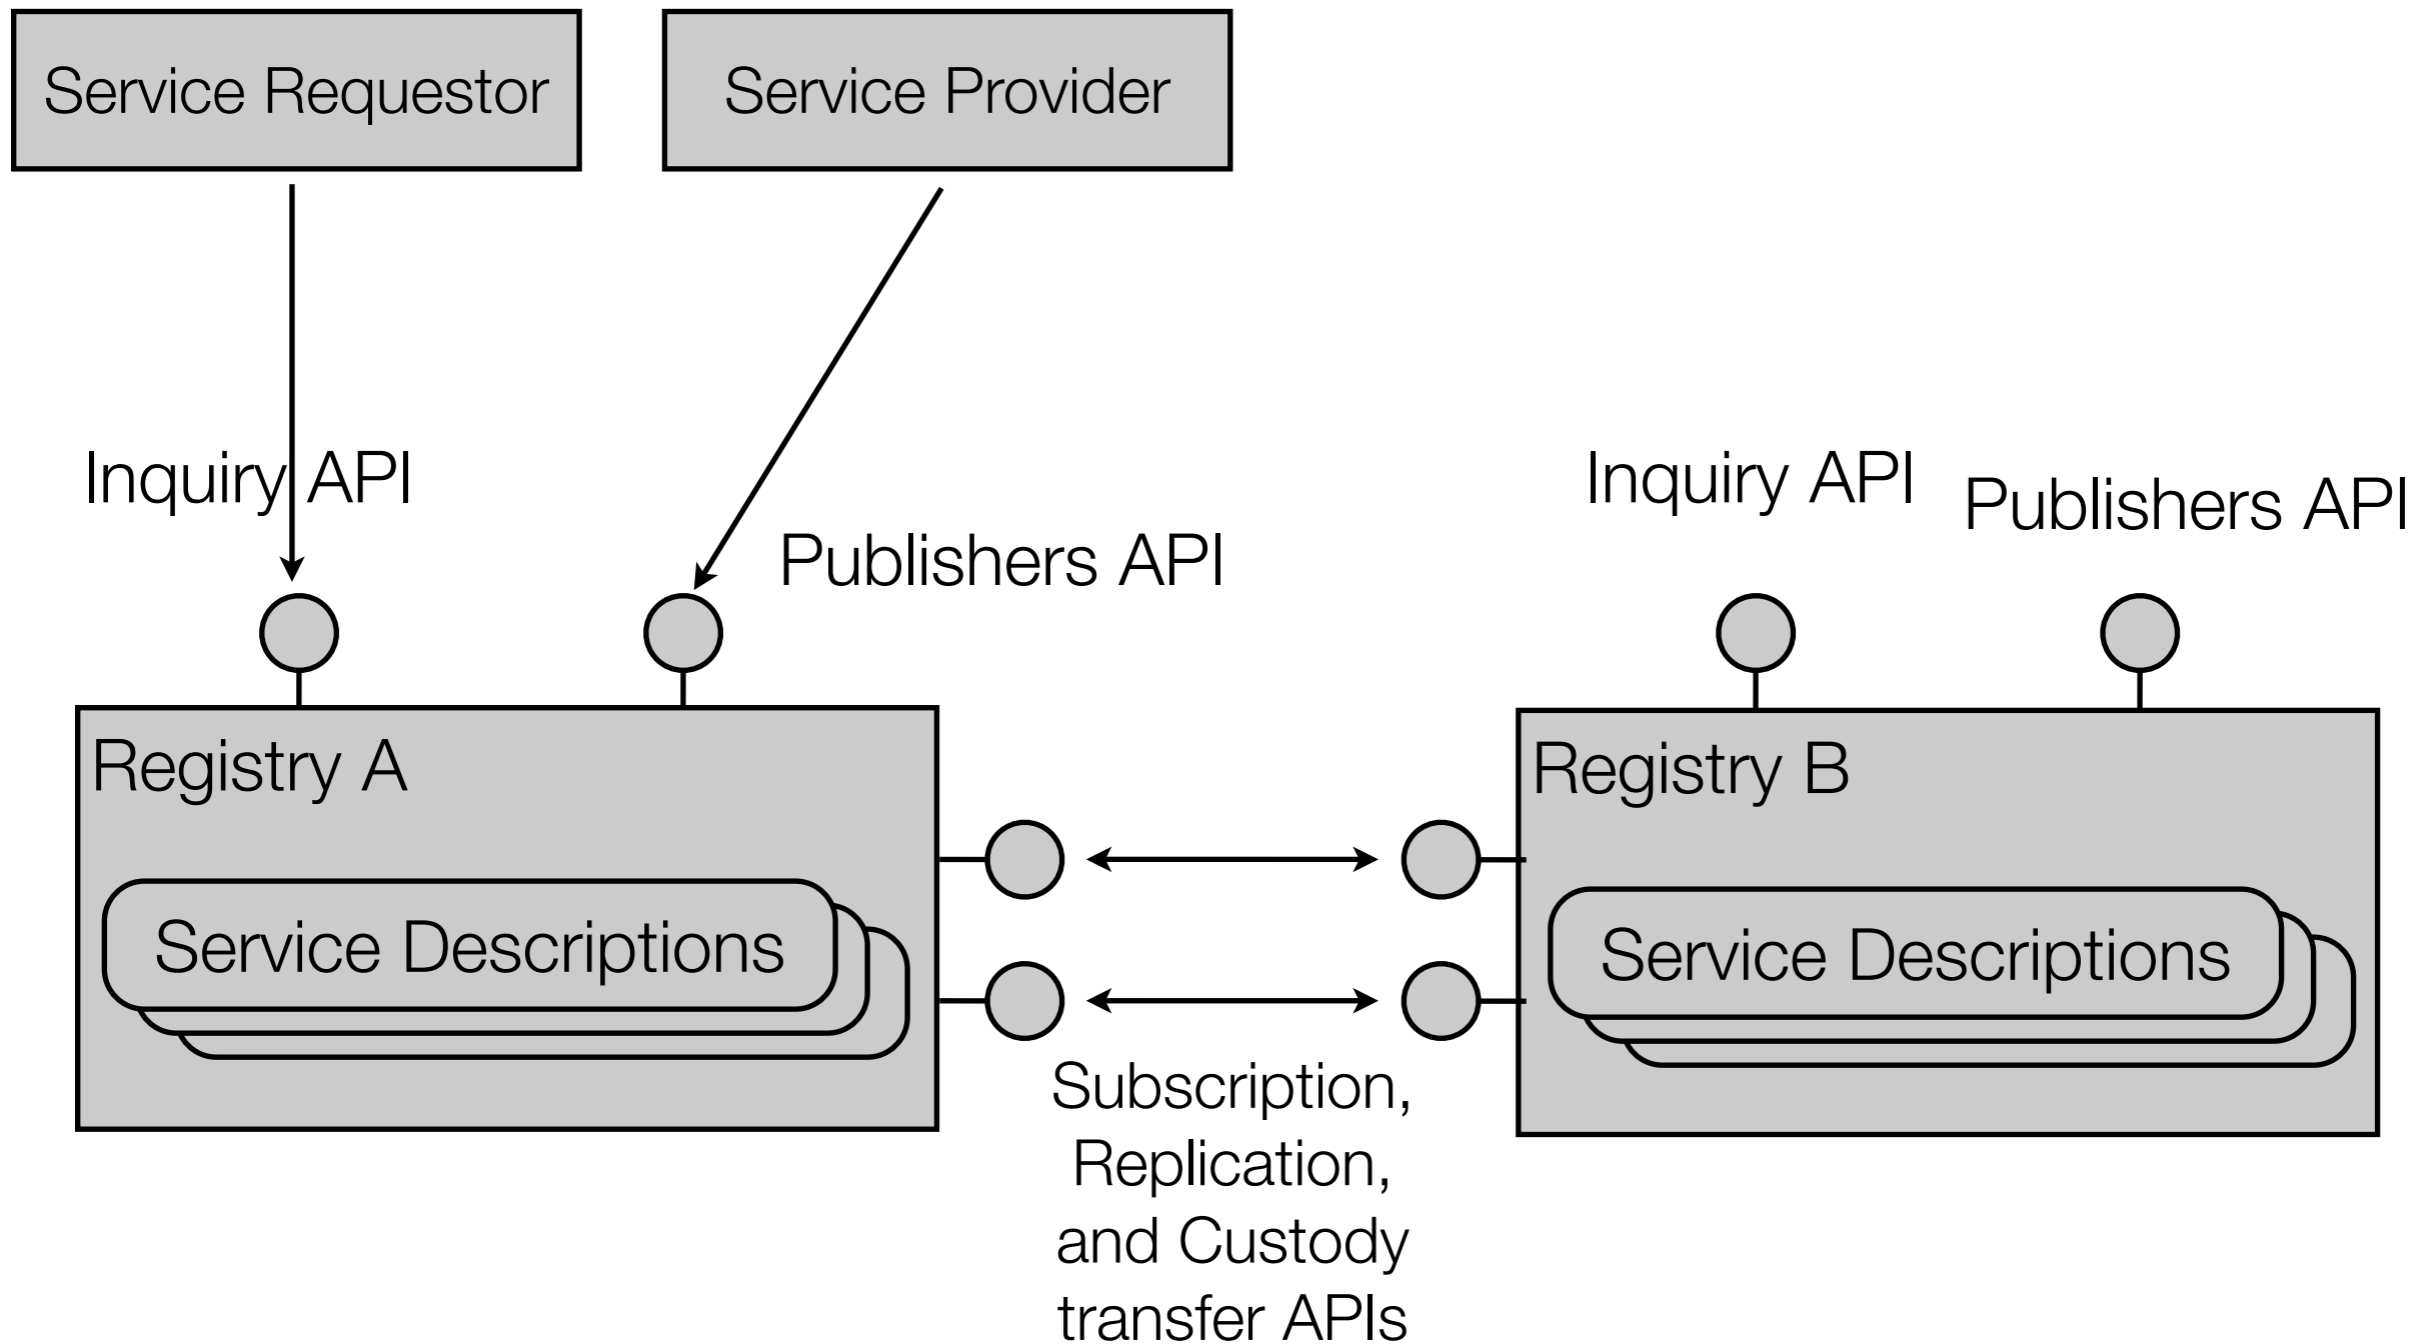 Service Requestor
Service Provider
Inquiry API
Publishers API
Inquiry API
Publishers API
Registry A
Service Descriptions
Registry B
Service Descriptions
Subscription,
Replication,
and Custody
transfer APIs